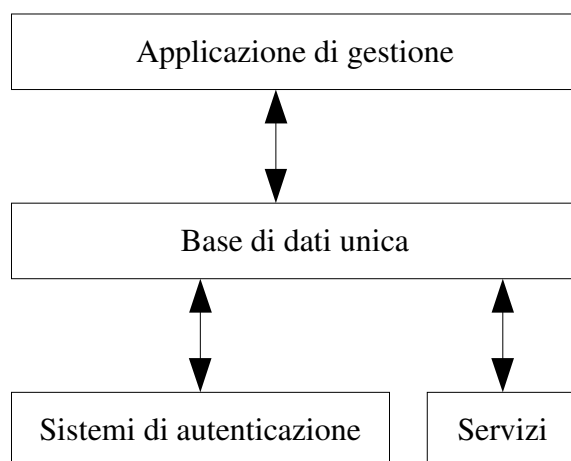 Applicazione di gestione
Base di dati unica
Sistemi di autenticazione
Servizi